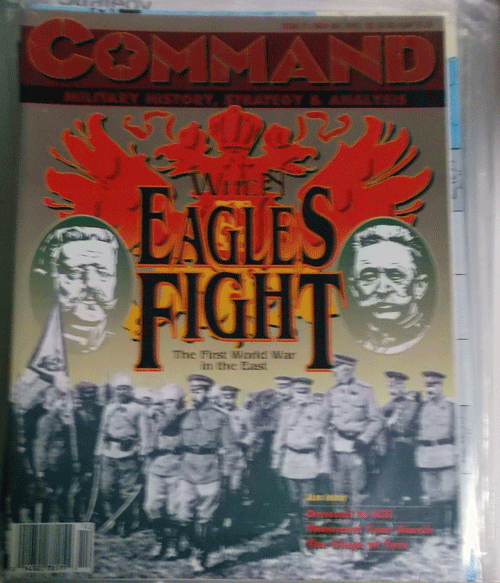 COMMAND
MILITARY HISTORY, STRATEGY & ANALYSIS
WHEN
EAGLES
FIGHT
The First World War
in the East